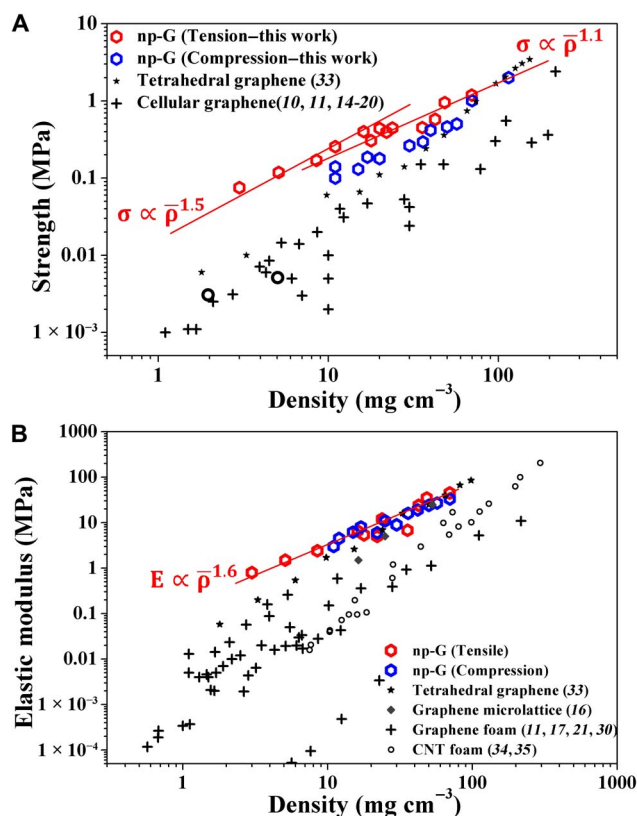 A
np-G (Tension–this work)
np-G (Compression–this work)
Tetrahedral graphene (33)
Cellular graphene(10, 11, 14-20)
σ ∝ ρ̅^1.1
σ ∝ ρ̅^1.5
Strength (MPa)
10
1
0.1
0.01
1 × 10⁻³
1
10
100
Density (mg cm⁻³)
B
E ∝ ρ̅^1.6
np-G (Tensile)
np-G (Compression)
Tetrahedral graphene (33)
Graphene microlattice (16)
Graphene foam (11, 17, 21, 30)
CNT foam (34, 35)
Elastic modulus (MPa)
1000
100
10
1
0.1
0.01
1 × 10⁻³
1 × 10⁻⁴
1
10
100
1000
Density (mg cm⁻³)